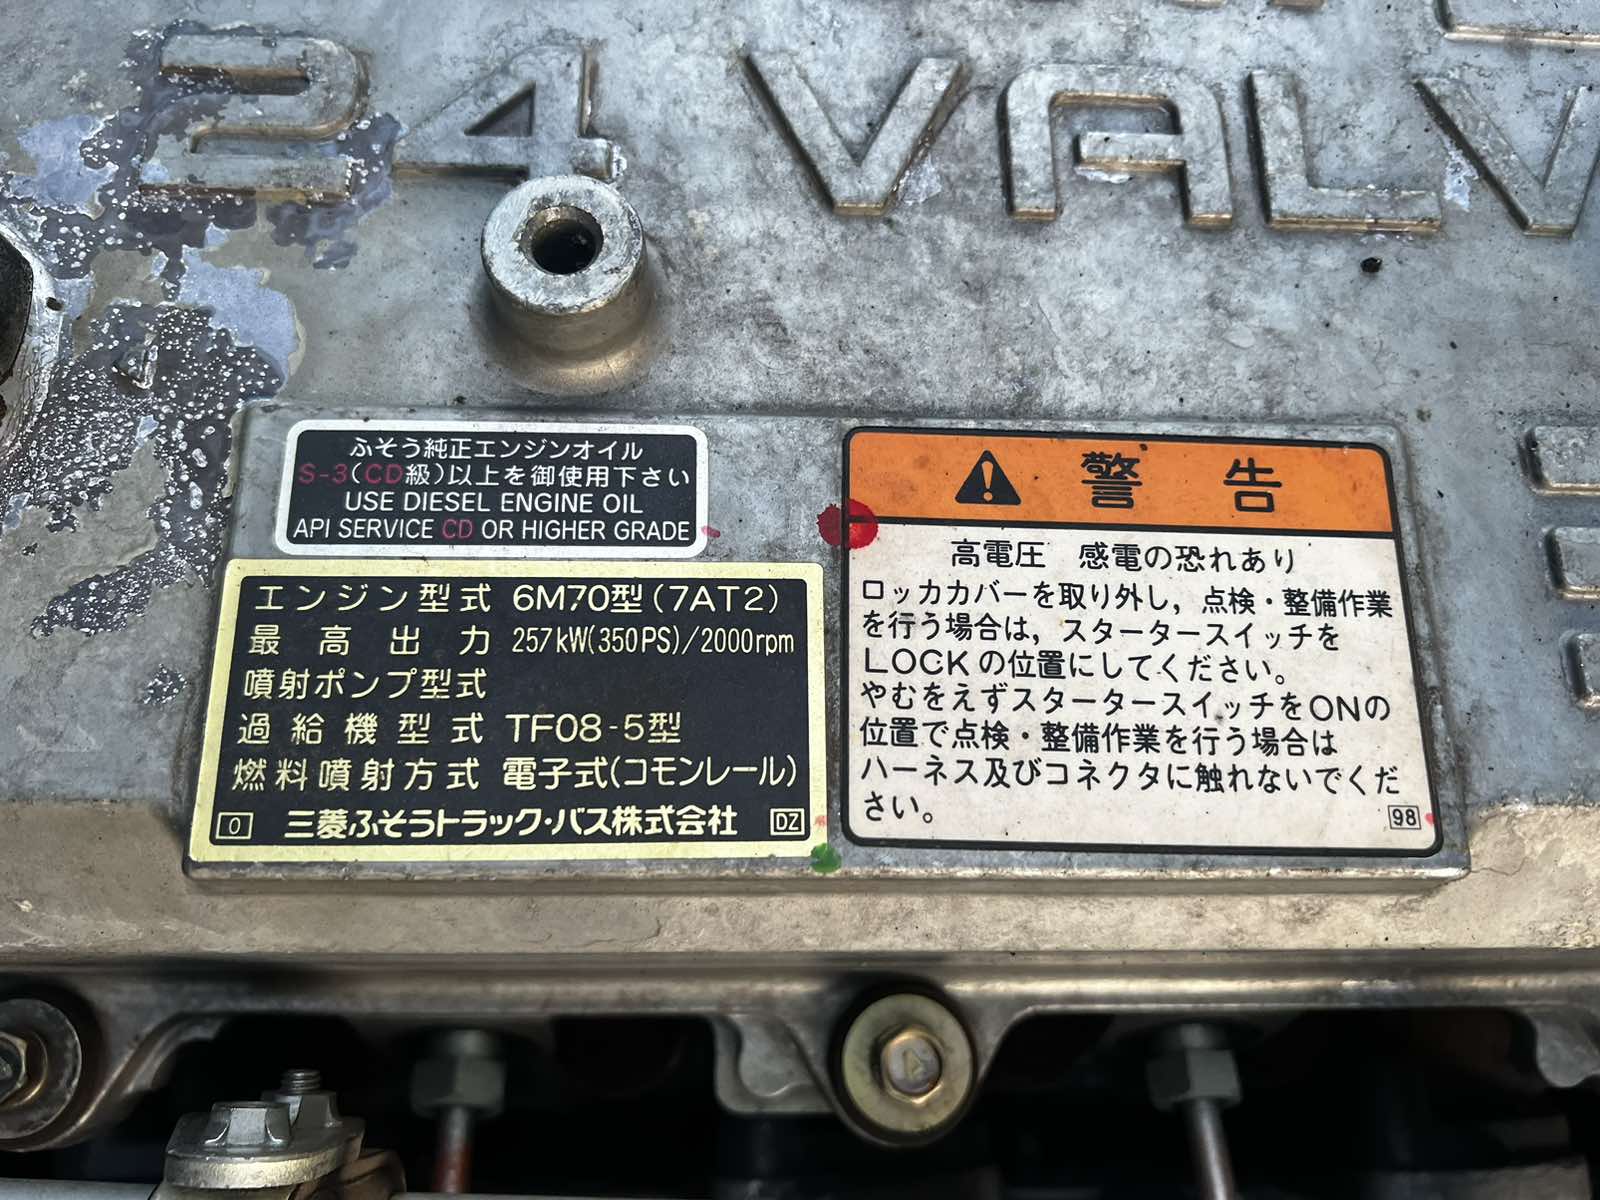 24 VALV
ふそう純正エンジンオイル
S-3(CD級)以上を御使用下さい
USE DIESEL ENGINE OIL
API SERVICE CD OR HIGHER GRADE
エンジン型式 6M70型(7AT2)
最高出力 257kW(350PS)/2000rpm
噴射ポンプ型式
過給機型式 TF08-5型
燃料噴射方式 電子式(コモンレール)
0 三菱ふそうトラック・バス株式会社 DZ
警告
高電圧 感電の恐れあり
ロッカカバーを取り外し，点検・整備作業
を行う場合は，スタータースイッチを
LOCKの位置にしてください。
やむをえずスタータースイッチをONの
位置で点検・整備作業を行う場合は
ハーネス及びコネクタに触れないでくだ
さい。
98